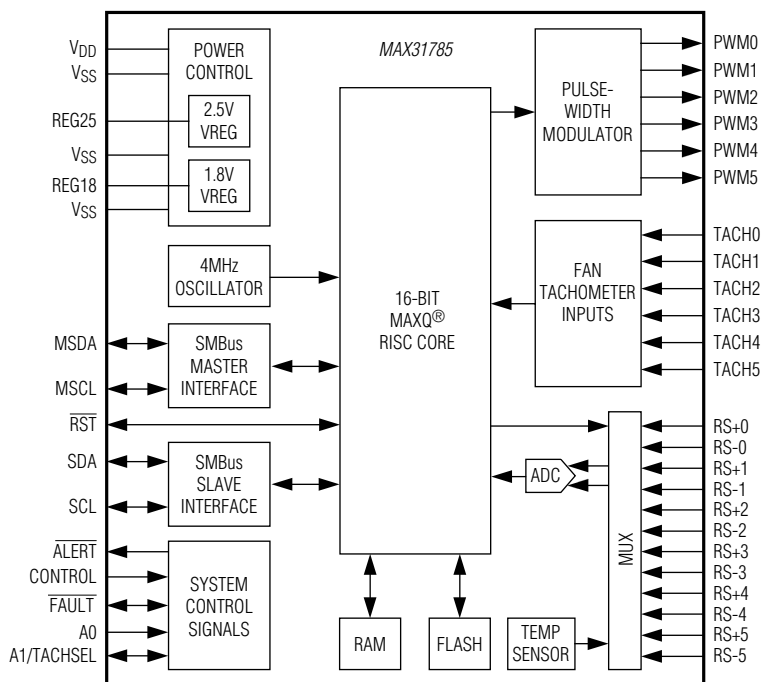 MAX31785
VDD
VSS
REG25
VSS
REG18
VSS
POWER
CONTROL
2.5V
VREG
1.8V
VREG
4MHz
OSCILLATOR
MSDA
MSCL
SMBus
MASTER
INTERFACE
RST
SDA
SCL
SMBus
SLAVE
INTERFACE
ALERT
CONTROL
FAULT
A0
A1/TACHSEL
SYSTEM
CONTROL
SIGNALS
16-BIT
MAXQ®
RISC CORE
RAM
FLASH
PULSE-
WIDTH
MODULATOR
PWM0
PWM1
PWM2
PWM3
PWM4
PWM5
FAN
TACHOMETER
INPUTS
TACH0
TACH1
TACH2
TACH3
TACH4
TACH5
ADC
MUX
TEMP
SENSOR
RS+0
RS-0
RS+1
RS-1
RS+2
RS-2
RS+3
RS-3
RS+4
RS-4
RS+5
RS-5